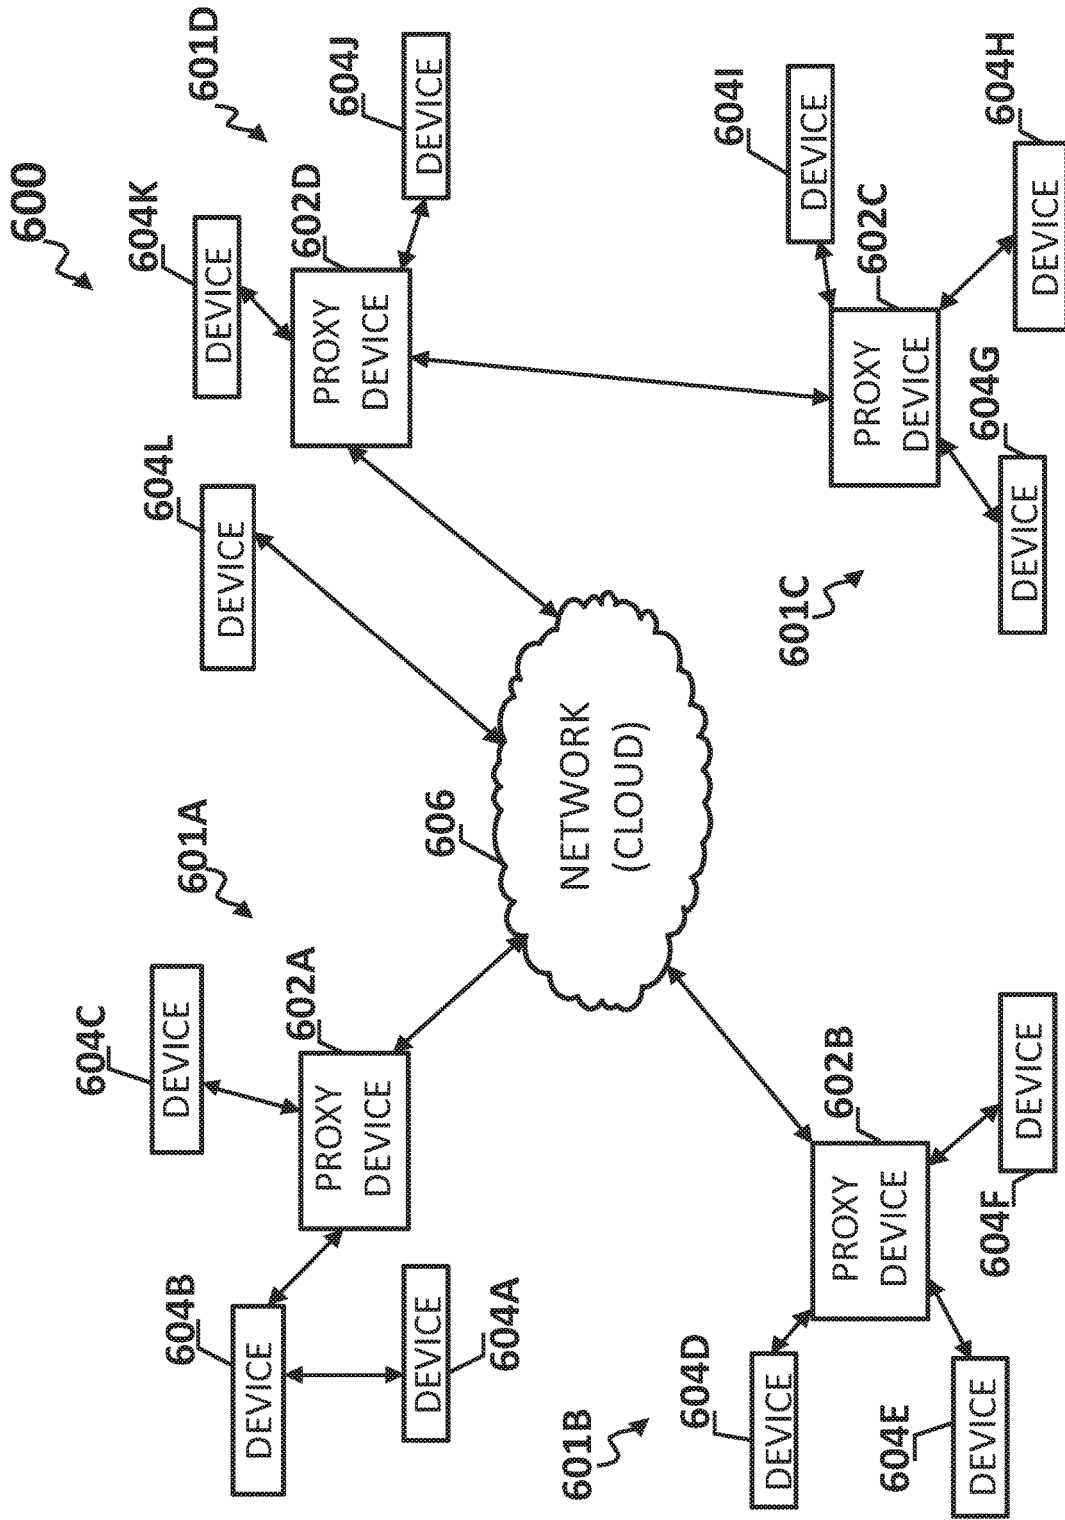 600
601A
604C
DEVICE
604B
DEVICE
602A
PROXY
DEVICE
DEVICE
604A
604L
DEVICE
604K
DEVICE
601D
602D
PROXY
DEVICE
604J
DEVICE
606
NETWORK
(CLOUD)
601B
604D
DEVICE
602B
PROXY
DEVICE
604E
DEVICE
604F
DEVICE
601C
604I
DEVICE
602C
PROXY
DEVICE
604G
DEVICE
604H
DEVICE